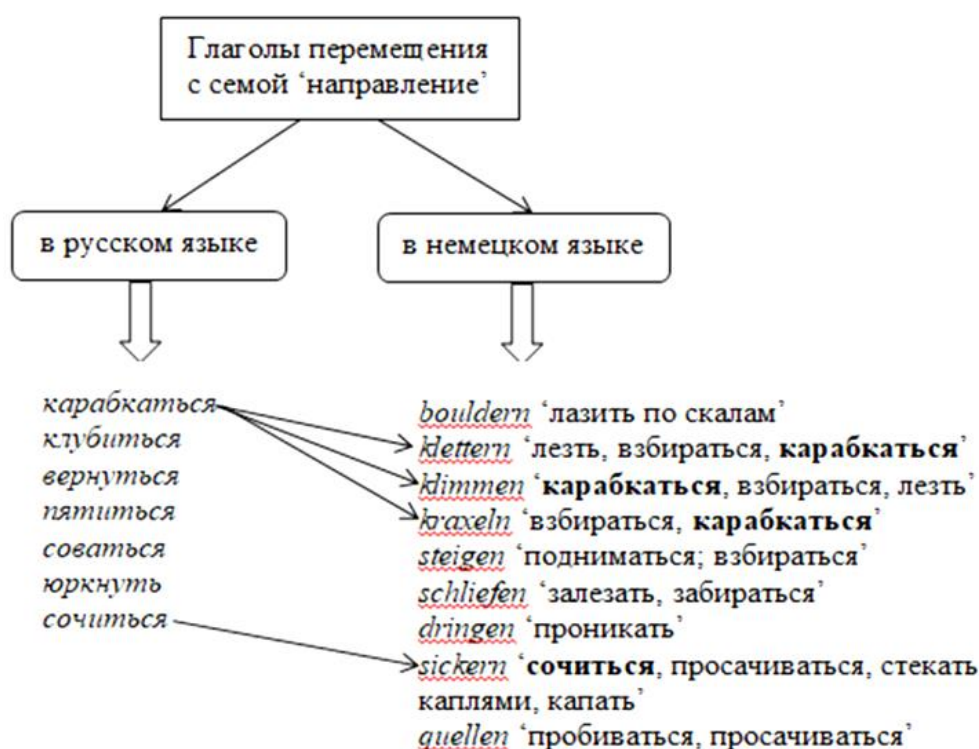 Глаголы перемещения
с семой ‘направление’
в русском языке
в немецком языке
карабкаться
клубиться
вернуться
пятиться
соваться
юркнуть
сочиться
bouldern ‘лазить по скалам’
klettern ‘лезть, взбираться, карабкаться’
klimmen ‘карабкаться, взбираться, лезть’
kraxeln ‘взбираться, карабкаться’
steigen ‘подниматься; взбираться’
schliefen ‘залезать, забираться’
dringen ‘проникать’
sickern ‘сочиться, просачиваться, стекать
каплями, капать’
quellen ‘пробиваться, просачиваться’